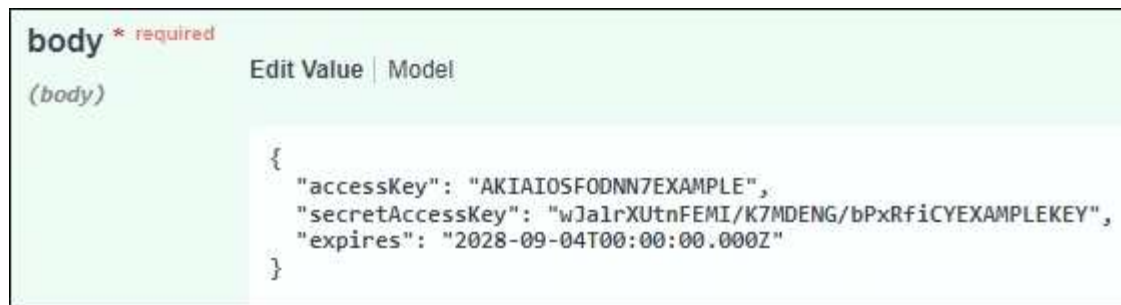 body * required
Edit Value | Model
(body)
{
"accessKey": "AKIAIOSFODNN7EXAMPLE",
"secretAccessKey": "wJalrXUtnFEMI/K7MDENG/bPxRfiCYEXAMPLEKEY",
"expires": "2028-09-04T00:00:00.000Z"
}